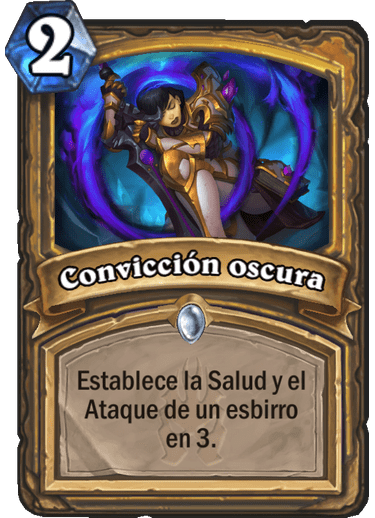 2
Convicción oscura
Establece la Salud y el
Ataque de un esbirro
en 3.